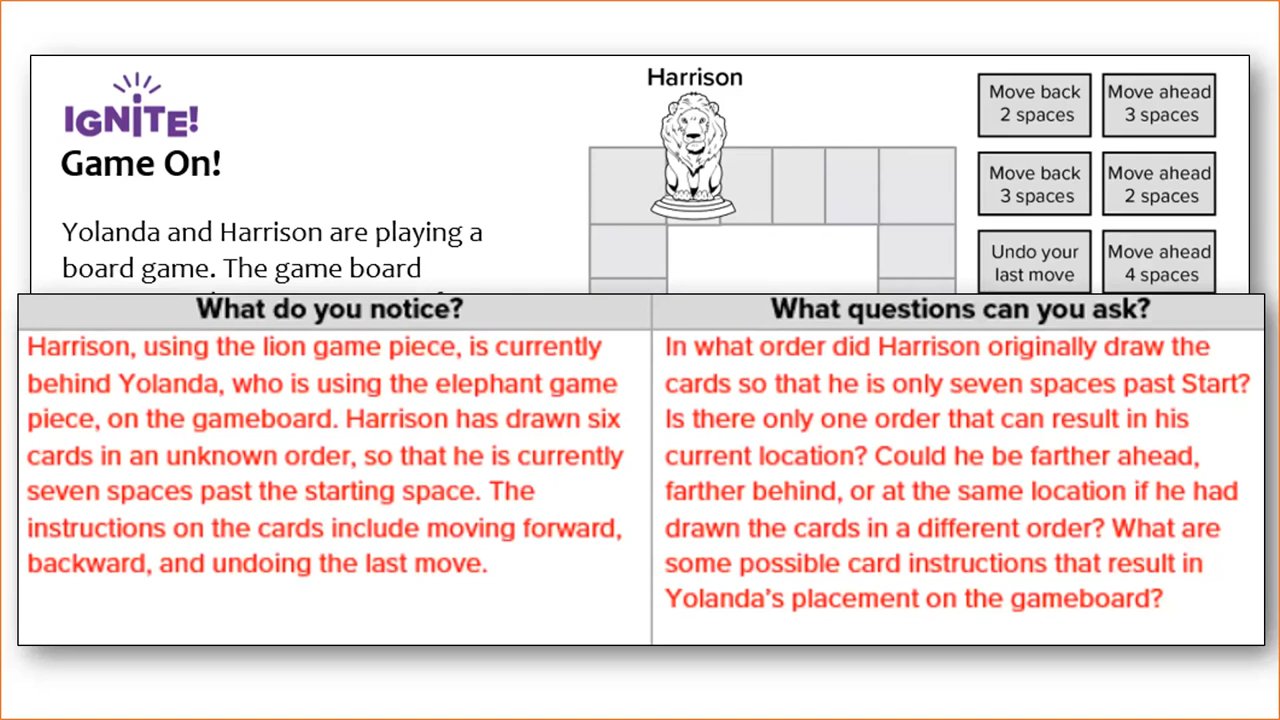 IGNITE!
Game On!
Yolanda and Harrison are playing a
board game. The game board
Harrison
Move back
2 spaces
Move ahead
3 spaces
Move back
3 spaces
Move ahead
2 spaces
Undo your
last move
Move ahead
4 spaces
What do you notice?
Harrison, using the lion game piece, is currently
behind Yolanda, who is using the elephant game
piece, on the gameboard. Harrison has drawn six
cards in an unknown order, so that he is currently
seven spaces past the starting space. The
instructions on the cards include moving forward,
backward, and undoing the last move.
What questions can you ask?
In what order did Harrison originally draw the
cards so that he is only seven spaces past Start?
Is there only one order that can result in his
current location? Could he be farther ahead,
farther behind, or at the same location if he had
drawn the cards in a different order? What are
some possible card instructions that result in
Yolanda's placement on the gameboard?